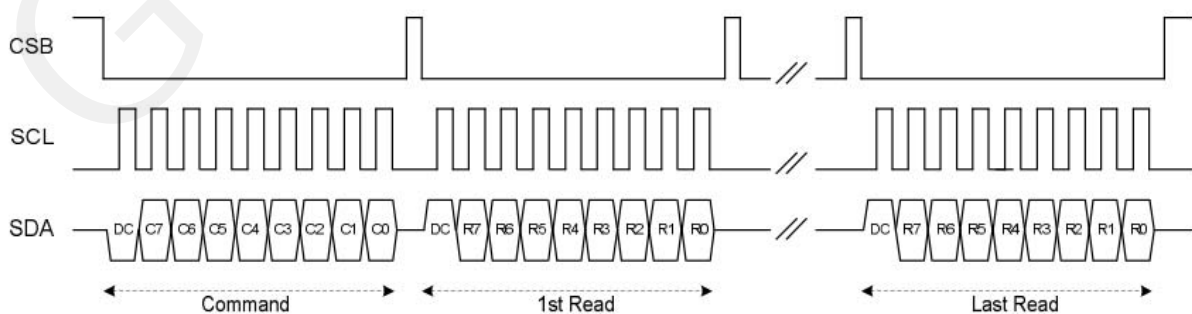 CSB
SCL
SDA DC C7 C6 C5 C4 C3 C2 C1 C0 DC R7 R6 R5 R4 R3 R2 R1 R0 DC R7 R6 R5 R4 R3 R2 R1 R0
Command 1st Read Last Read